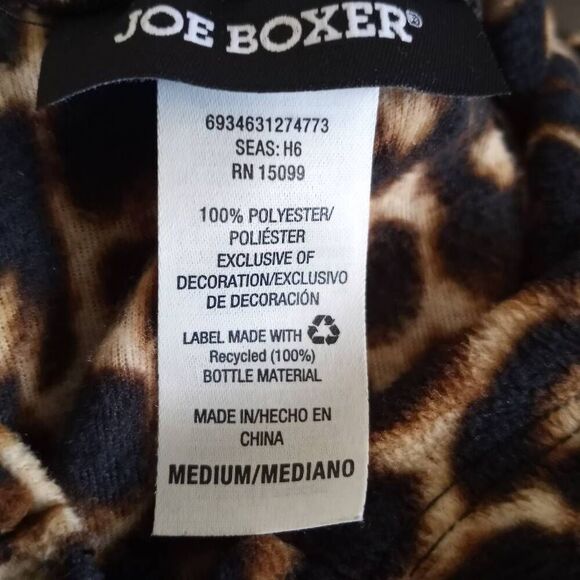 JOE BOXER®
6934631274773
SEAS: H6
RN 15099
100% POLYESTER/
POLIÉSTER
EXCLUSIVE OF
DECORATION/EXCLUSIVO
DE DECORACIÓN
LABEL MADE WITH
Recycled (100%)
BOTTLE MATERIAL
MADE IN/HECHO EN
CHINA
MEDIUM/MEDIANO